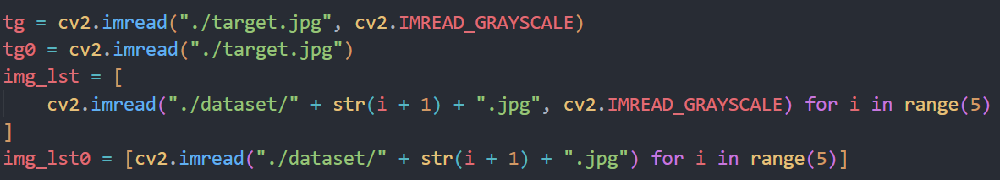 tg = cv2.imread("./target.jpg", cv2.IMREAD_GRAYSCALE)
tg0 = cv2.imread("./target.jpg")
img_lst = [
    cv2.imread("./dataset/" + str(i + 1) + ".jpg", cv2.IMREAD_GRAYSCALE) for i in range(5)
]
img_lst0 = [cv2.imread("./dataset/" + str(i + 1) + ".jpg") for i in range(5)]